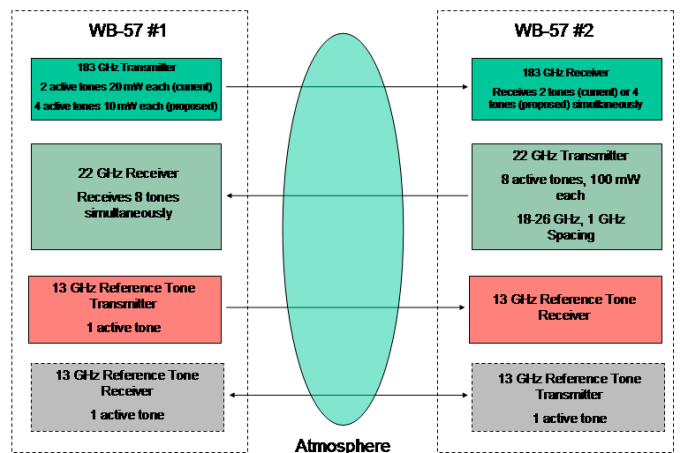 WB-57 #1
183 GHz Transmitter
2 active tones 20 mW each (current)
4 active tones 10 mW each (proposed)
22 GHz Receiver
Receives 8 tones
simultaneously
13 GHz Reference Tone
Transmitter
1 active tone
13 GHz Reference Tone
Receiver
1 active tone
Atmosphere
WB-57 #2
183 GHz Receiver
Receives 2 tones (current) or 4
tones (proposed) simultaneously
22 GHz Transmitter
8 active tones, 100 mW
each
18-26 GHz, 1 GHz
Spacing
13 GHz Reference Tone
Receiver
13 GHz Reference Tone
Transmitter
1 active tone